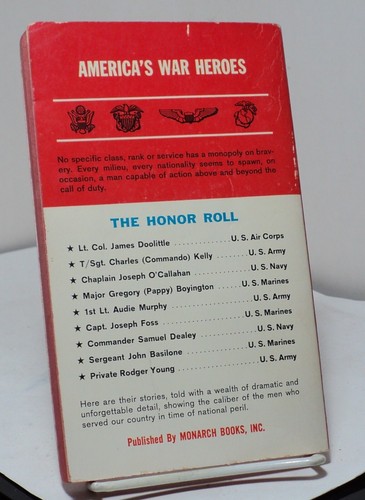 AMERICA'S WAR HEROES
No specific class, rank or service has a monopoly on brav-
ery. Every milieu, every nationality seems to spawn, on
occasion, a man capable of action above and beyond the
call of duty.
THE HONOR ROLL
★ Lt. Col. James Doolittle .................... U. S. Air Corps
★ T/Sgt. Charles (Commando) Kelly ........ U. S. Army
★ Chaplain Joseph O'Callahan ................ U. S. Navy
★ Major Gregory (Pappy) Boyington ...... U. S. Marines
★ 1st Lt. Audie Murphy ........................ U. S. Army
★ Capt. Joseph Foss ........................ U. S. Marines
★ Commander Samuel Dealey .............. U. S. Navy
★ Sergeant John Basilone ................ U. S. Marines
★ Private Rodger Young ...................... U. S. Army
Here are their stories, told with a wealth of dramatic and
unforgettable detail, showing the caliber of the men who
served our country in time of national peril.
Published By MONARCH BOOKS, INC.